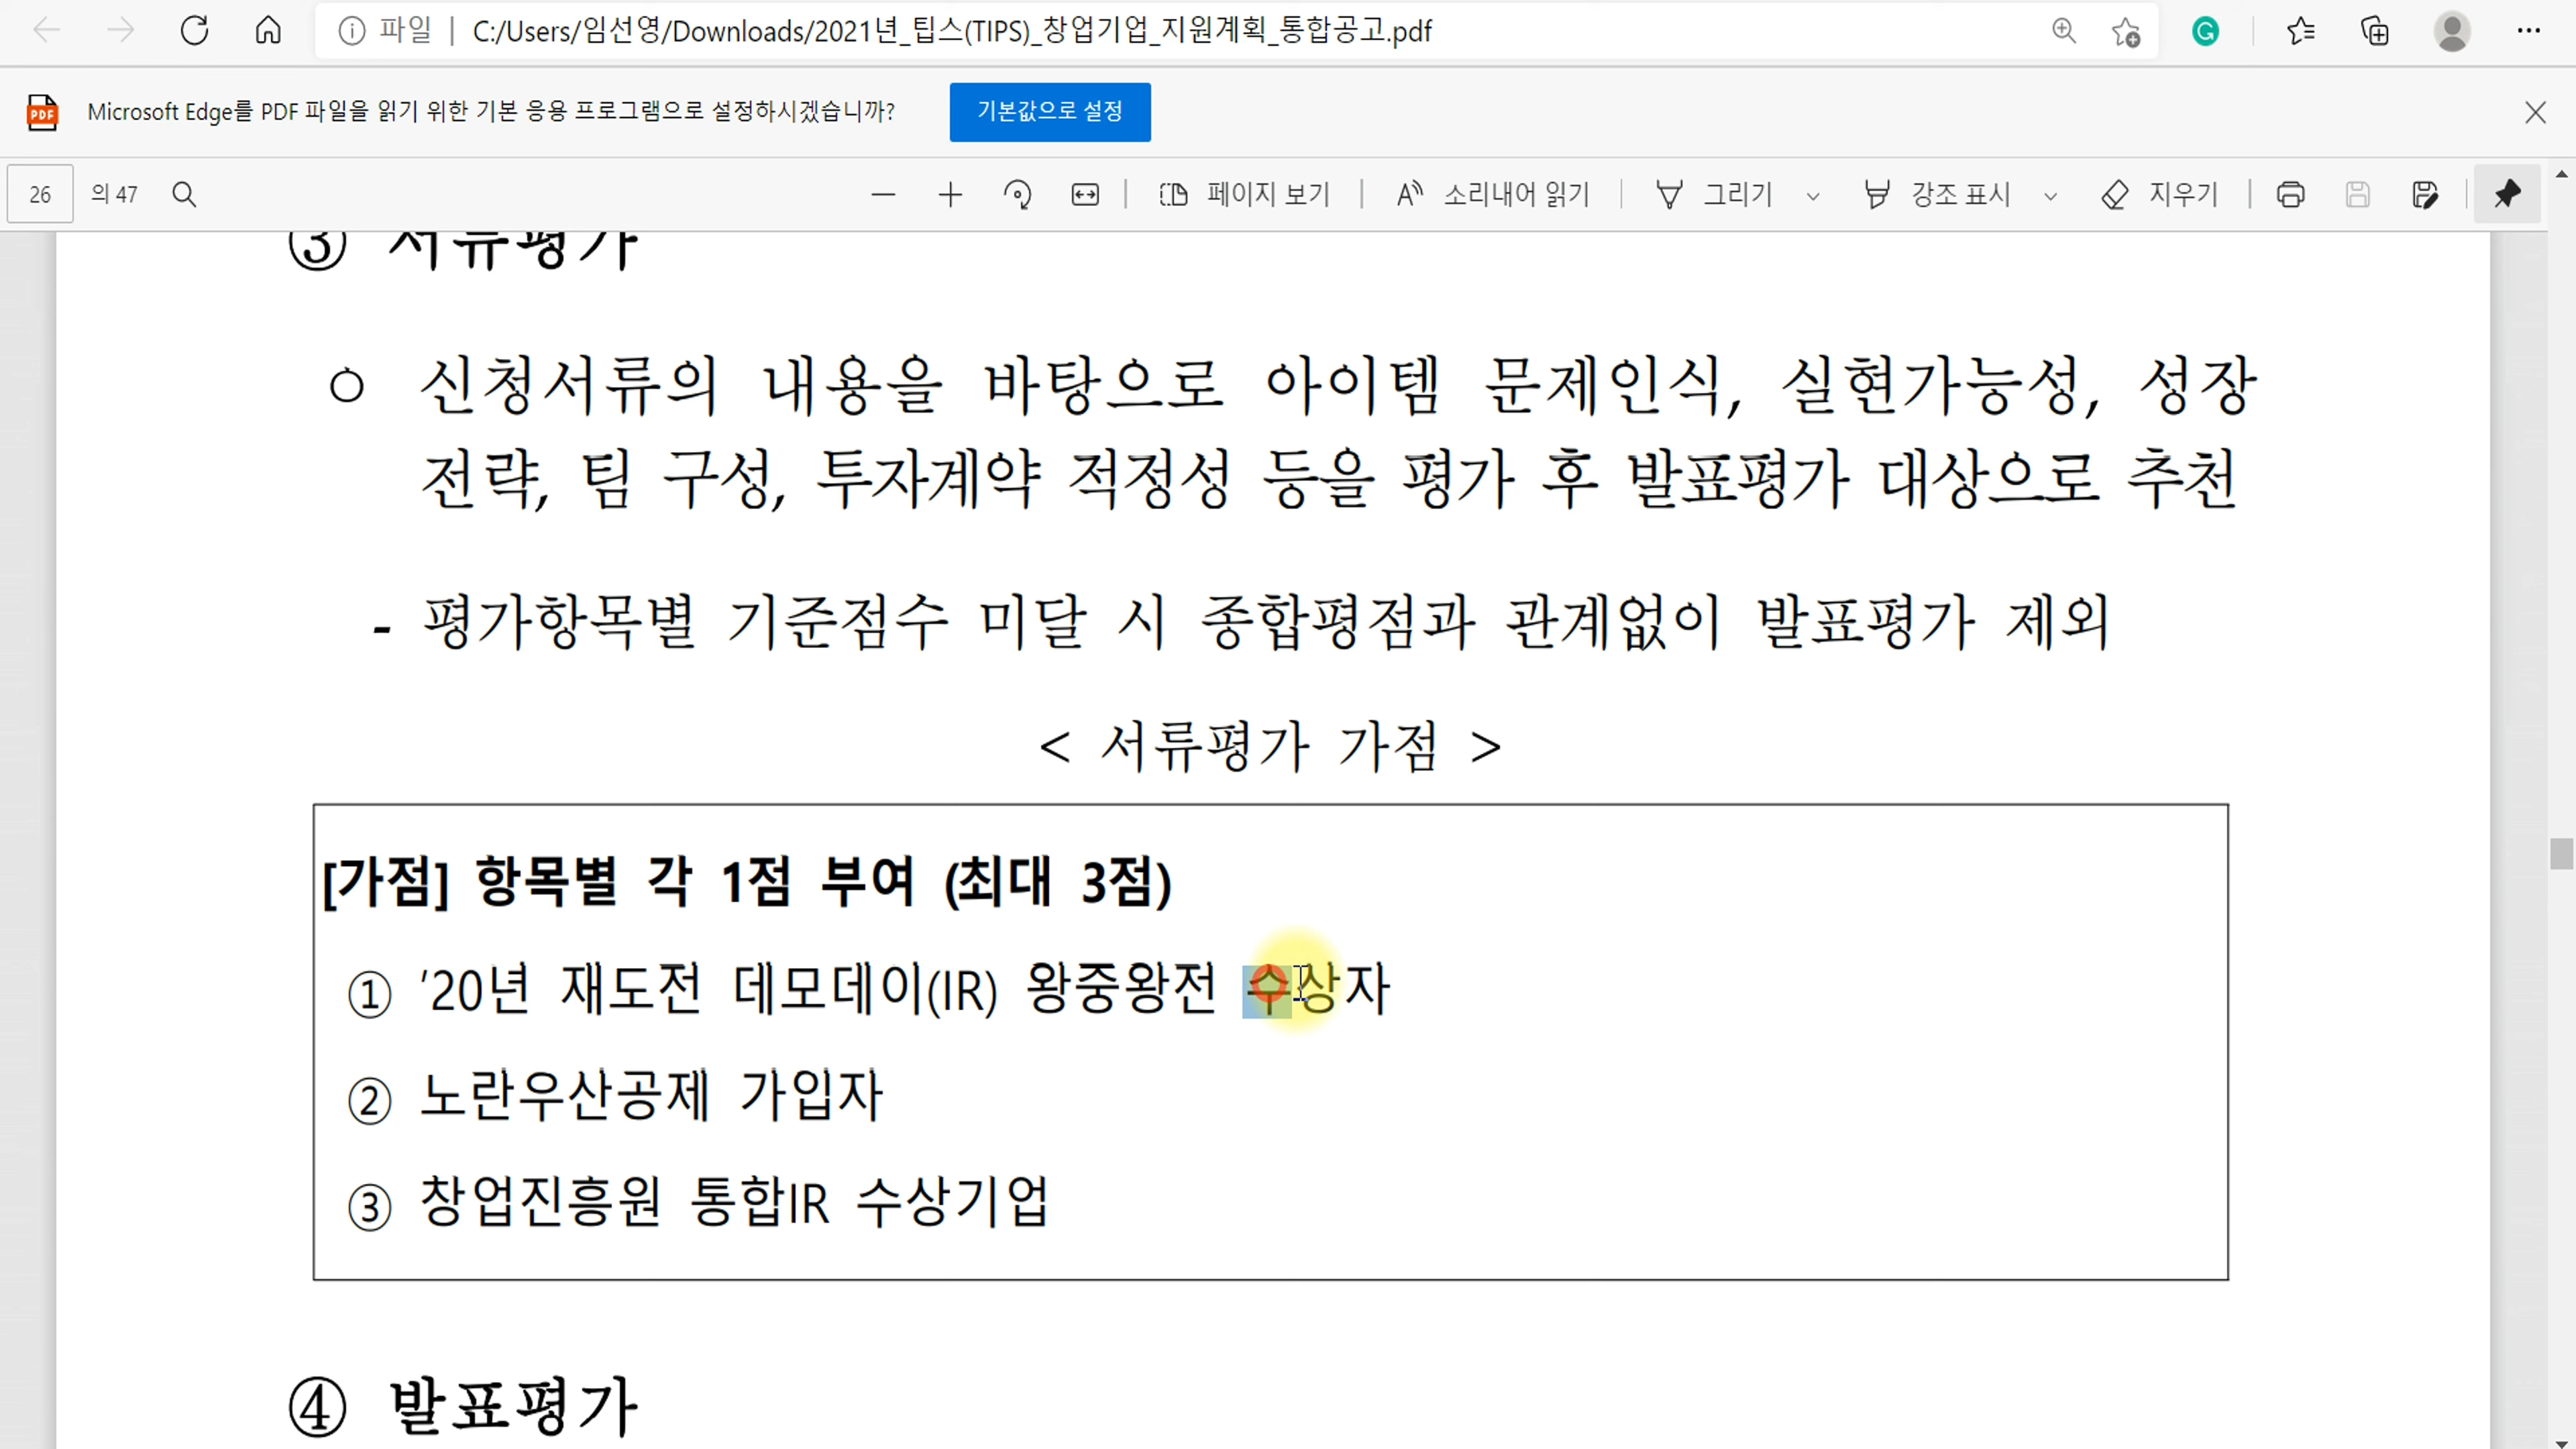 파일 | C:/Users/임선영/Downloads/2021년_팁스(TIPS)_창업기업_지원계획_통합공고.pdf
PDF Microsoft Edge를 PDF 파일을 읽기 위한 기본 응용 프로그램으로 설정하시겠습니까? 기본값으로 설정
26 의 47 페이지 보기 소리내어 읽기 그리기 강조 표시 지우기
③ 서류평가
ㅇ 신청서류의 내용을 바탕으로 아이템 문제인식, 실현가능성, 성장
전략, 팀 구성, 투자계약 적정성 등을 평가 후 발표평가 대상으로 추천
- 평가항목별 기준점수 미달 시 종합평점과 관계없이 발표평가 제외
< 서류평가 가점 >
[가점] 항목별 각 1점 부여 (최대 3점)
① ′20년 재도전 데모데이(IR) 왕중왕전 수상자
② 노란우산공제 가입자
③ 창업진흥원 통합IR 수상기업
④ 발표평가